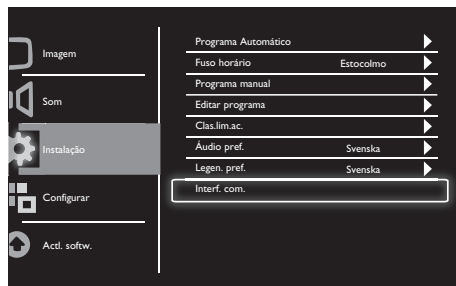 Imagem
Som
Instalação
Configurar
Actl. softw.
Programa Automático
Fuso horário Estocolmo
Programa manual
Editar programa
Clas.lim.ac.
Áudio pref. Svenska
Legen. pref. Svenska
Interf. com.